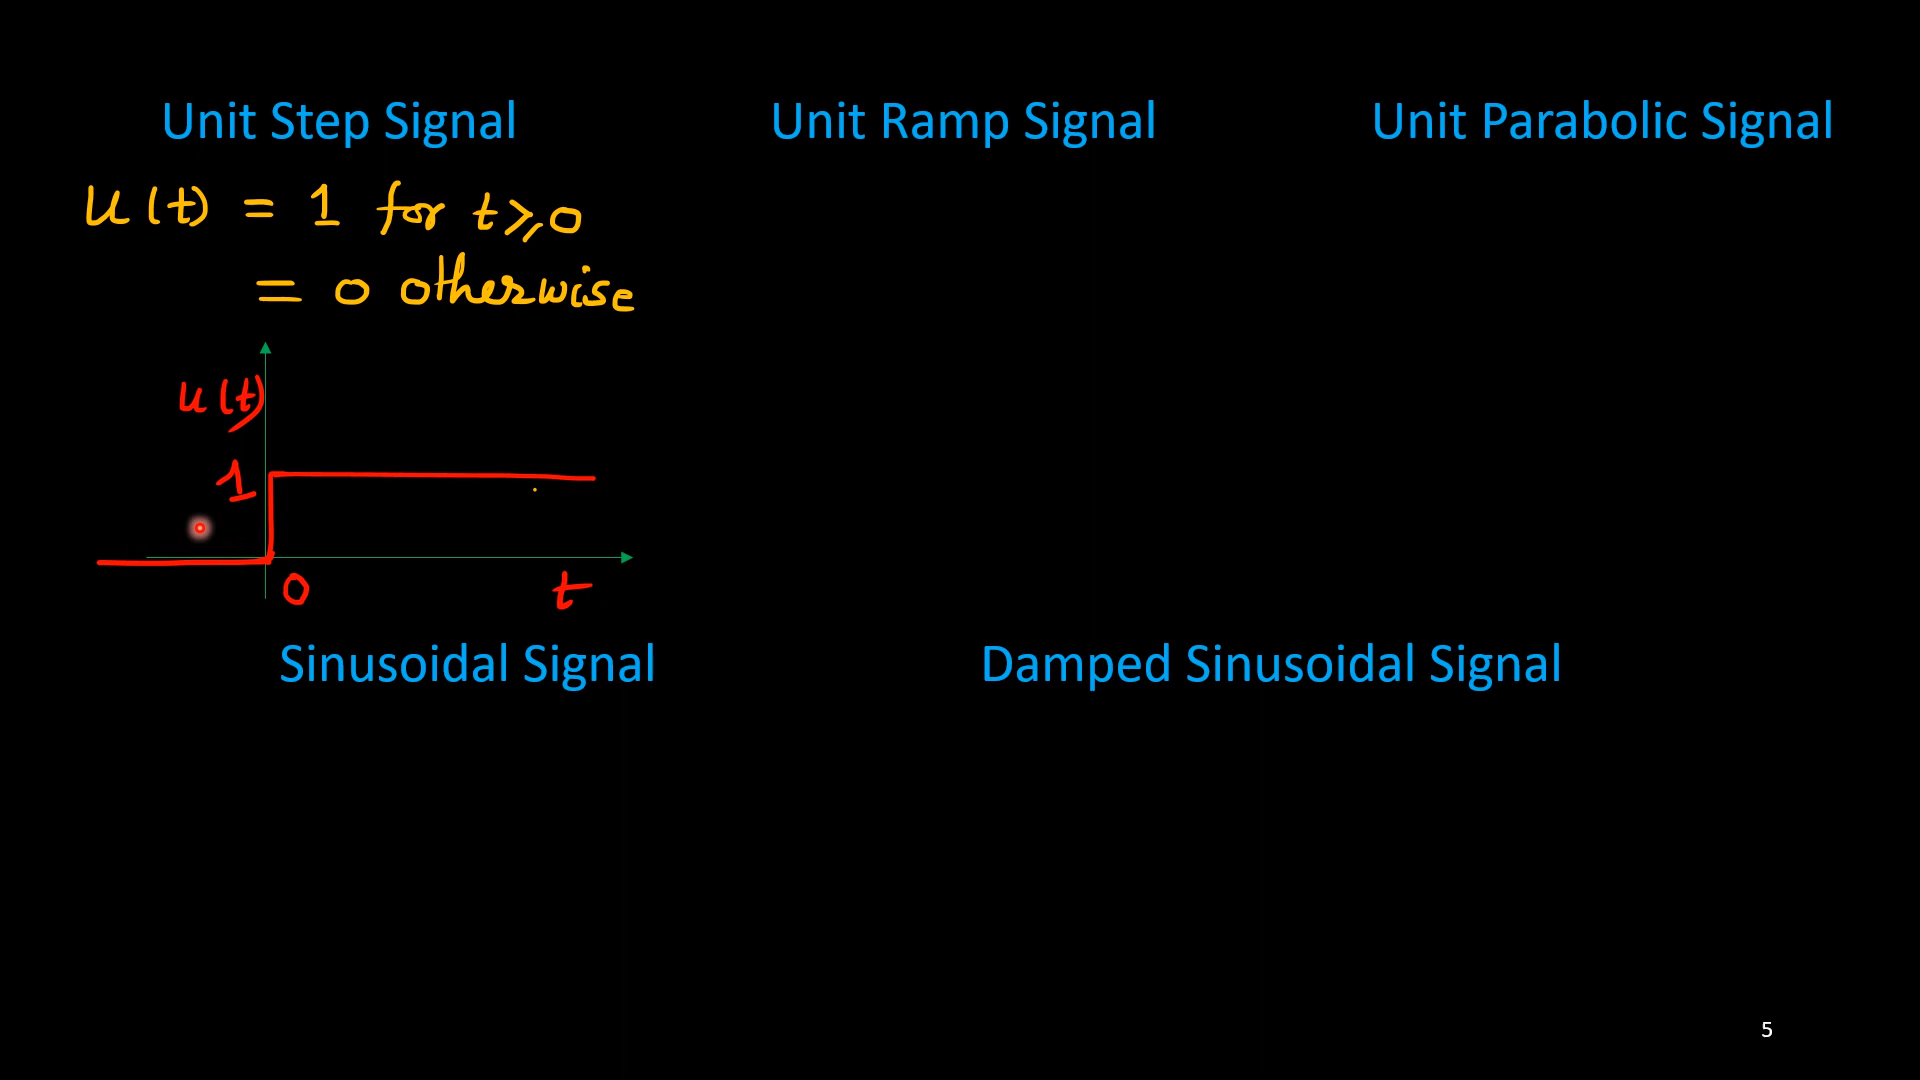 Unit Step Signal
u(t) = 1 for t ≥ 0
= 0 otherwise
u(t)
1
0
t
Unit Ramp Signal
Unit Parabolic Signal
Sinusoidal Signal
Damped Sinusoidal Signal
5